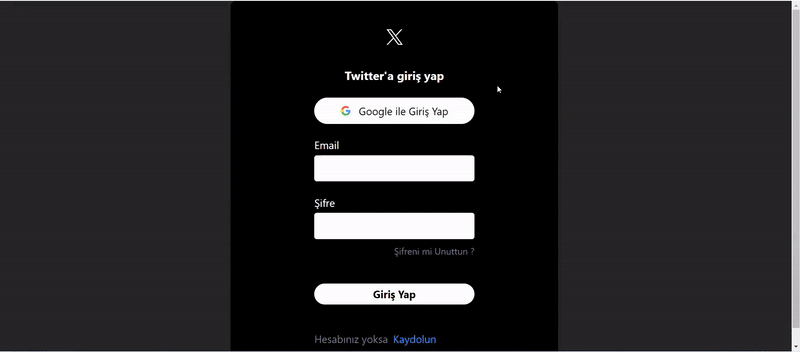 Twitter'a giriş yap
Google ile Giriş Yap
Email
Şifre
Şifreni mi Unuttun ?
Giriş Yap
Hesabınız yoksa Kaydolun